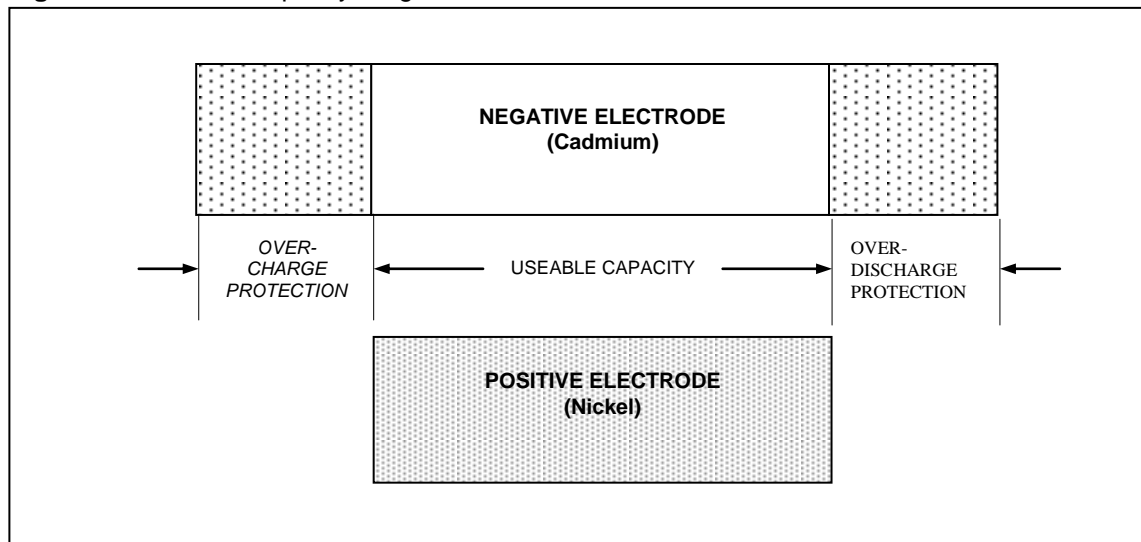 NEGATIVE ELECTRODE
(Cadmium)
OVER-
CHARGE
PROTECTION
USEABLE CAPACITY
OVER-
DISCHARGE
PROTECTION
POSITIVE ELECTRODE
(Nickel)